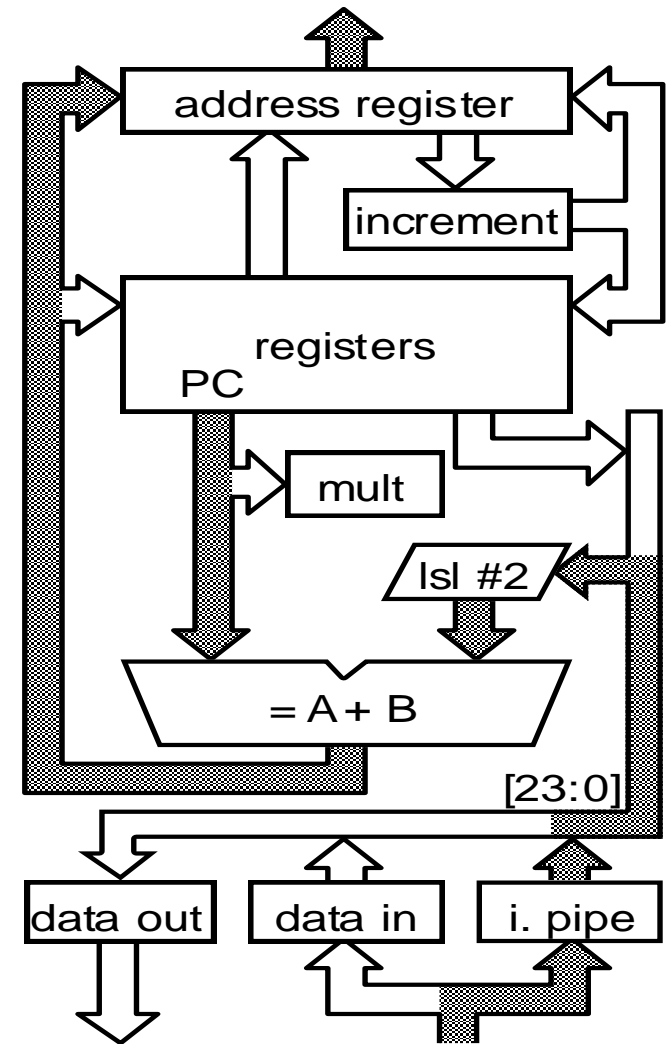 address register
increment
registers
PC
mult
lsl #2
= A + B
[23:0]
data out
data in
i. pipe